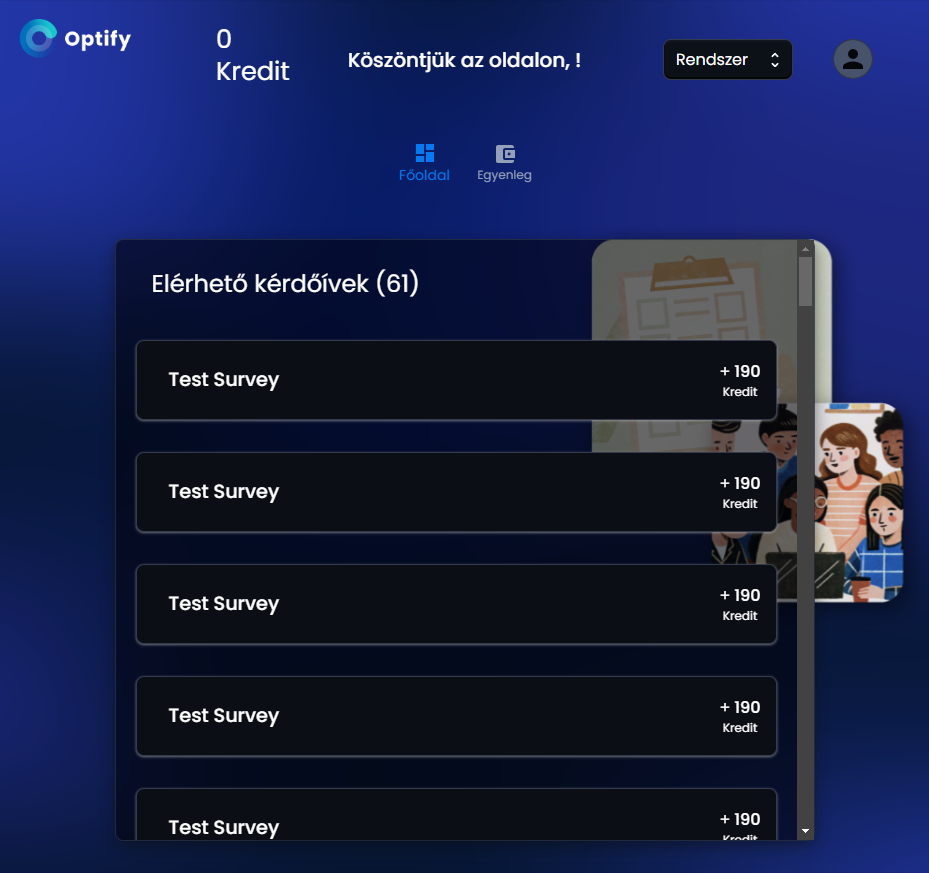 Optify
0
Kredit
Köszöntjük az oldalon, !
Rendszer
Főoldal
Egyenleg
Elérhető kérdőívek (61)
Test Survey
+ 190
Kredit
Test Survey
+ 190
Kredit
Test Survey
+ 190
Kredit
Test Survey
+ 190
Kredit
Test Survey
+ 190
Kredit